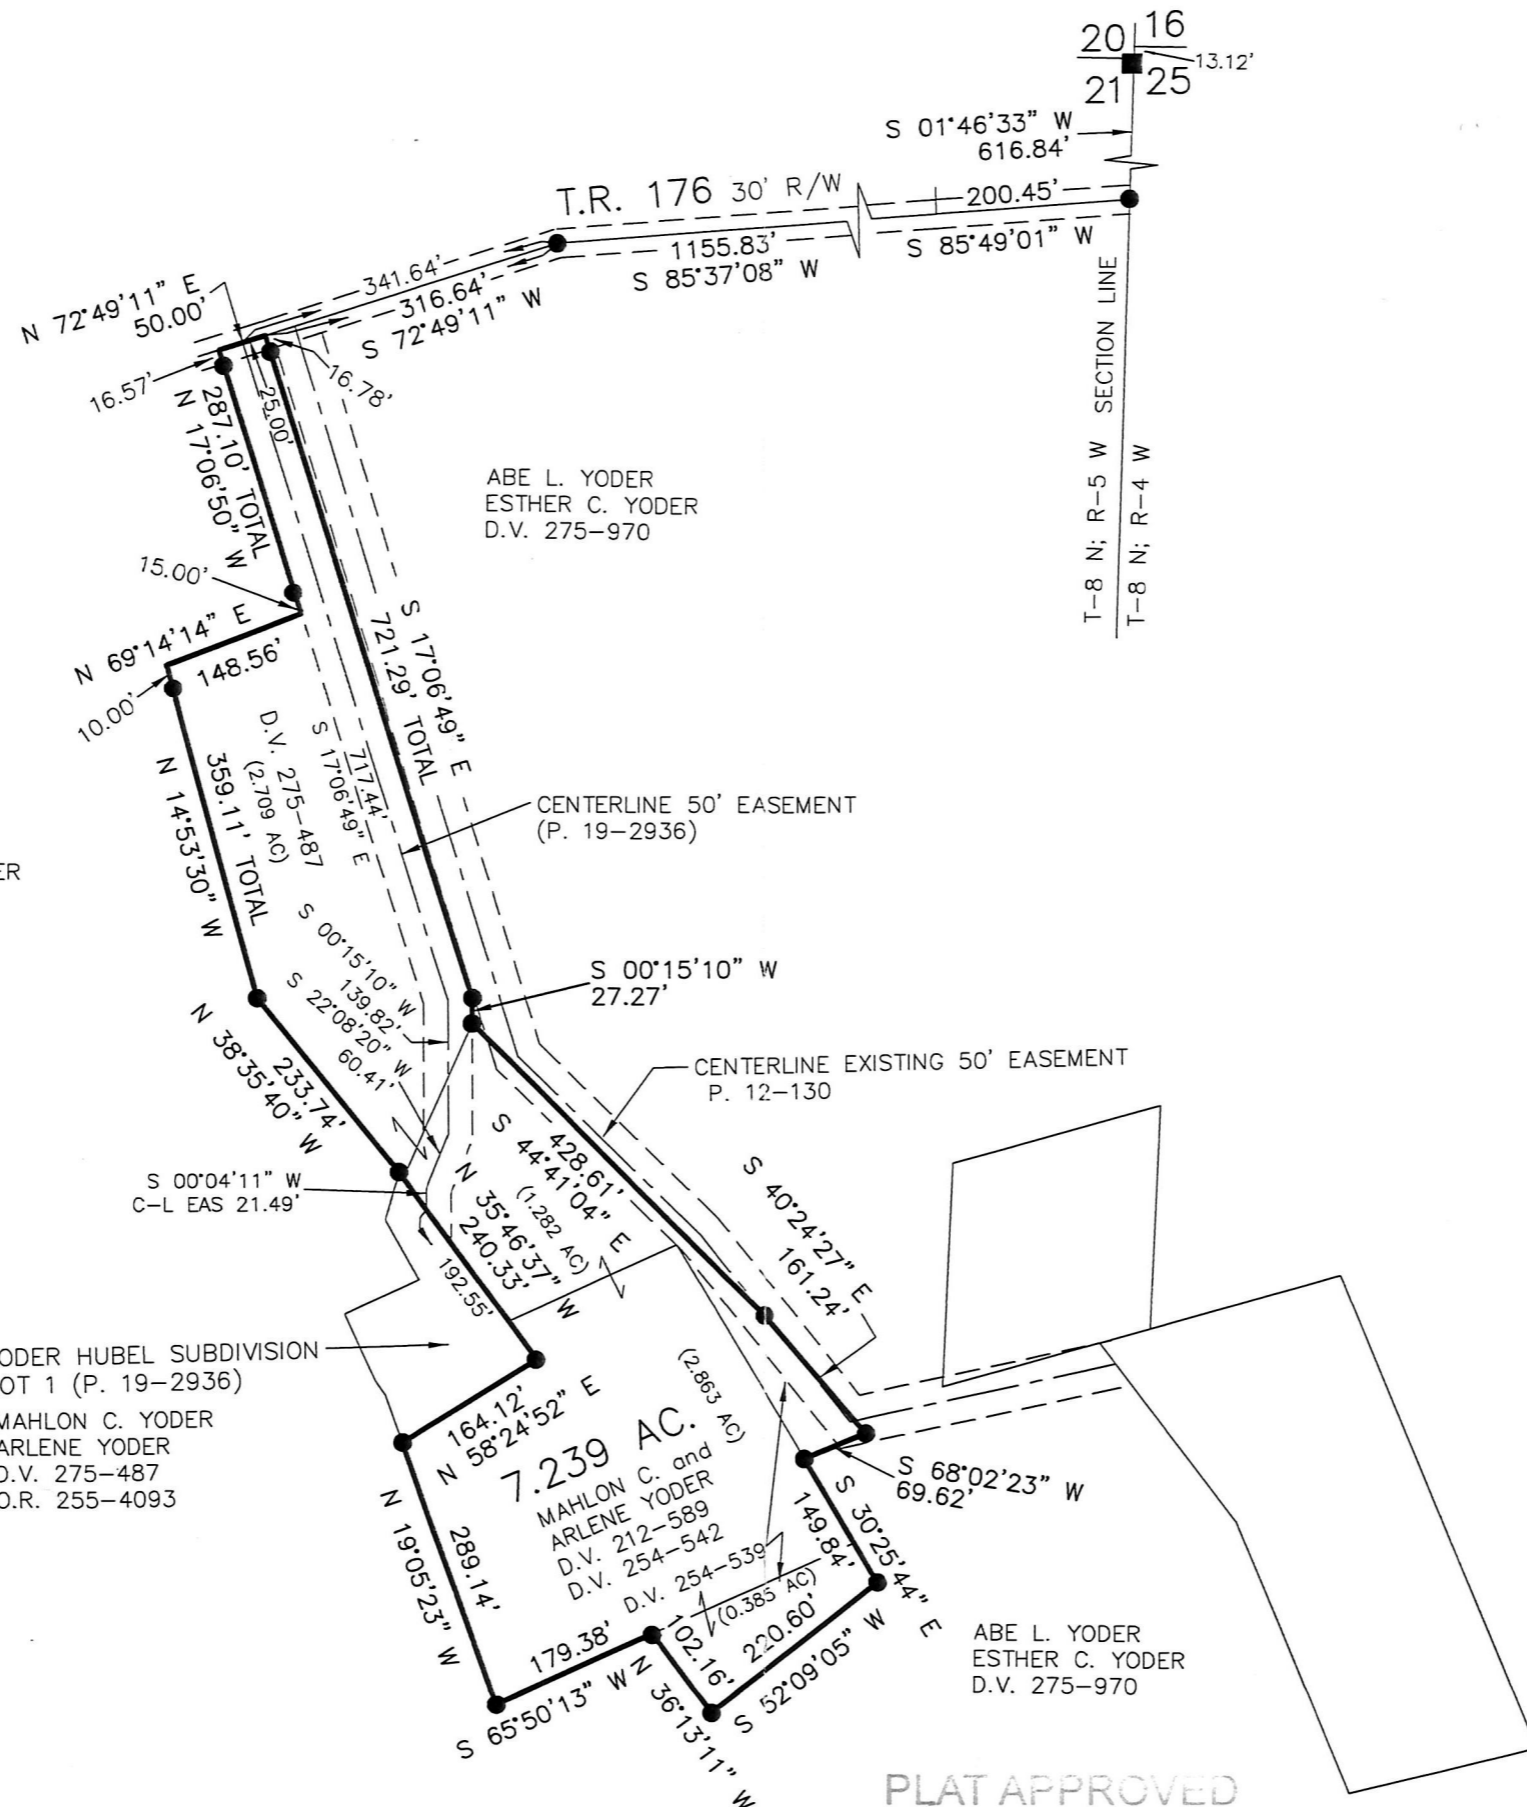 20 16
13.12'
21 25
S 01°46'33" W
616.84'
T.R. 176 30' R/W
200.45'
1155.83'
S 85°49'01" W
S 85°37'08" W
341.64'
316.64'
S 72°49'11" W
N 72°49'11" E
50.00'
16.57'
16.78'
25.00'
287.10' TOTAL
N 17°06'50" W
T-8 N; R-5 W SECTION LINE
T-8 N; R-4 W
ABE L. YODER
ESTHER C. YODER
D.V. 275-970
15.00'
N 69°14'14" E
148.56'
10.00'
S 17°06'49" E
721.29' TOTAL
D.V. 275-487
(2.709 AC)
717.44'
S 17°06'49" E
359.11' TOTAL
N 14°53'30" W
CENTERLINE 50' EASEMENT
(P. 19-2936)
ER
S 00°15'10" W
139.82'
S 22°08'20" W
60.41'
S 00°15'10" W
27.27'
N 38°35'40" W
233.74'
CENTERLINE EXISTING 50' EASEMENT
P. 12-130
428.61'
S 44°41'04" E
(1.282 AC)
N 35°46'37" W
240.33'
S 00°04'11" W
C-L EAS 21.49'
192.55'
S 40°24'27" E
161.24'
ODER HUBEL SUBDIVISION
OT 1 (P. 19-2936)
MAHLON C. YODER
ARLENE YODER
D.V. 275-487
O.R. 255-4093
164.12'
N 58°24'52" E
(2.863 AC)
7.239 AC.
MAHLON C. and
ARLENE YODER
D.V. 212-589
D.V. 254-542
D.V. 254-539
S 68°02'23" W
69.62'
149.84'
S 30°25'44" E
N 19°05'23" W
289.14'
(0.385 AC)
179.38'
S 65°50'13" W
102.16'
N 36°13'11" W
220.60'
S 52°09'05" W
ABE L. YODER
ESTHER C. YODER
D.V. 275-970
PLAT APPROVED